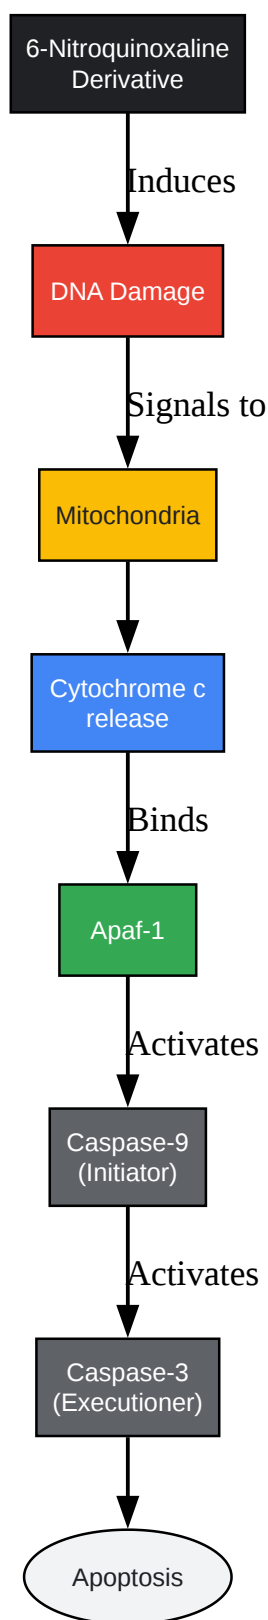 6-Nitroquinoxaline
Derivative
Induces
DNA Damage
Signals to
Mitochondria
Cytochrome c
release
Binds
Apaf-1
Activates
Caspase-9
(Initiator)
Activates
Caspase-3
(Executioner)
Apoptosis